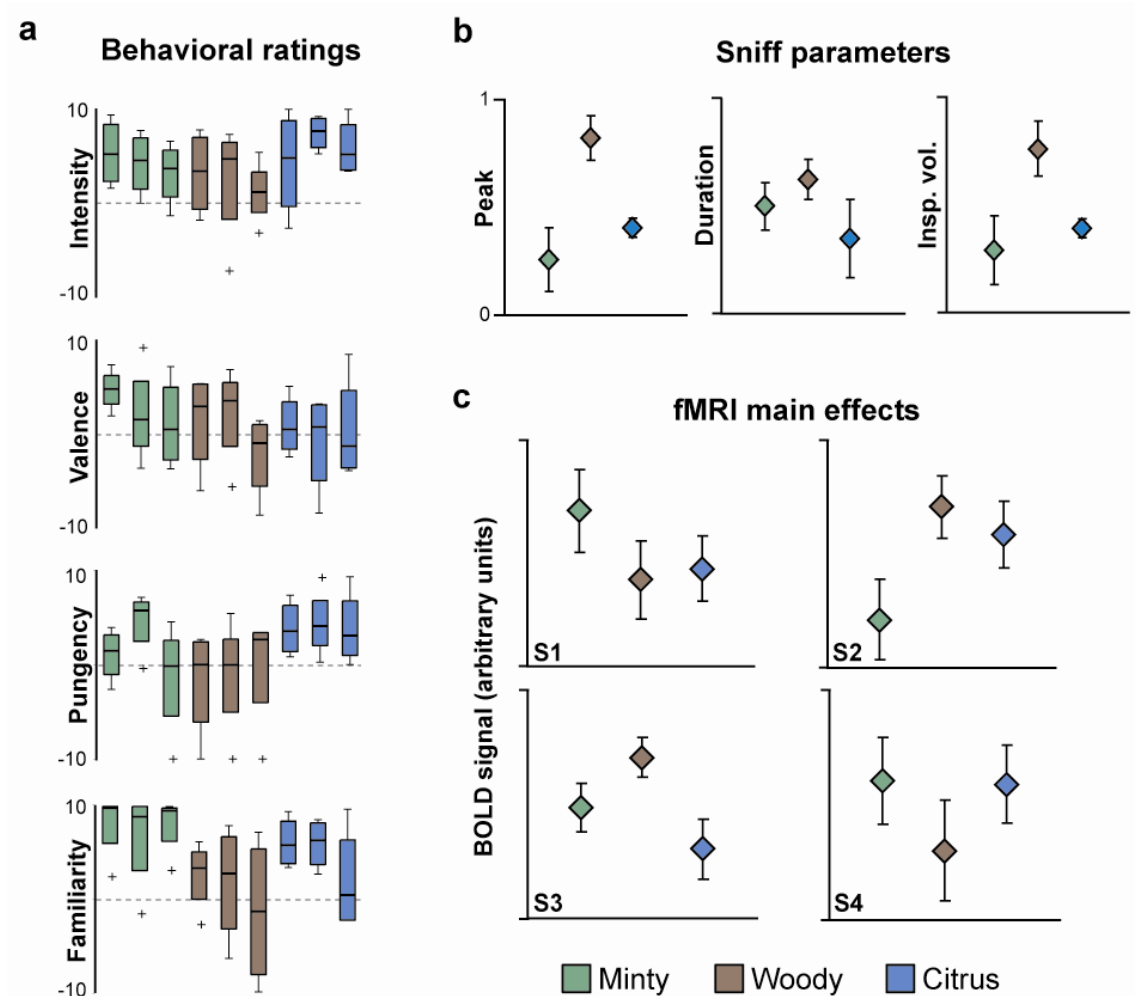 a
Behavioral ratings
10
Intensity
-10
10
Valence
-10
10
Pungency
-10
10
Familiarity
-10
b
Sniff parameters
1
Peak
0
Duration
Insp. vol.
c
fMRI main effects
BOLD signal (arbitrary units)
S1
S2
S3
S4
Minty
Woody
Citrus